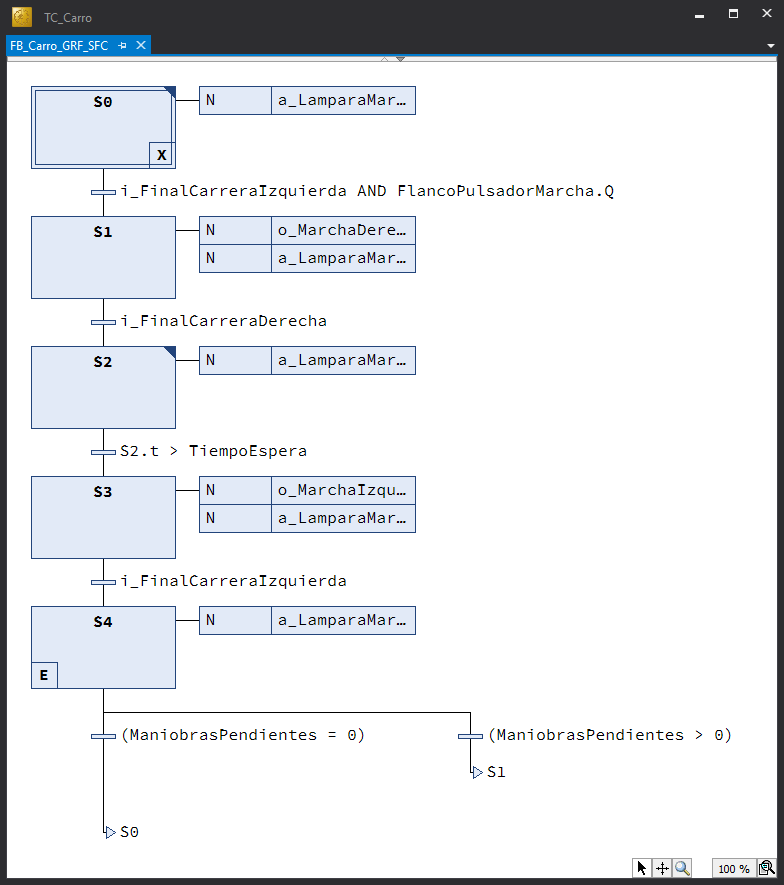 TC_Carro
FB_Carro_GRF_SFC
S0
N a_LamparaMar...
X
i_FinalCarreraIzquierda AND FlancoPulsadorMarcha.Q
S1
N o_MarchaDere...
N a_LamparaMar...
i_FinalCarreraDerecha
S2
N a_LamparaMar...
S2.t > TiempoEspera
S3
N o_MarchaIzqu...
N a_LamparaMar...
i_FinalCarreraIzquierda
S4
N a_LamparaMar...
E
(ManiobrasPendientes = 0) (ManiobrasPendientes > 0)
S1
S0
100 %